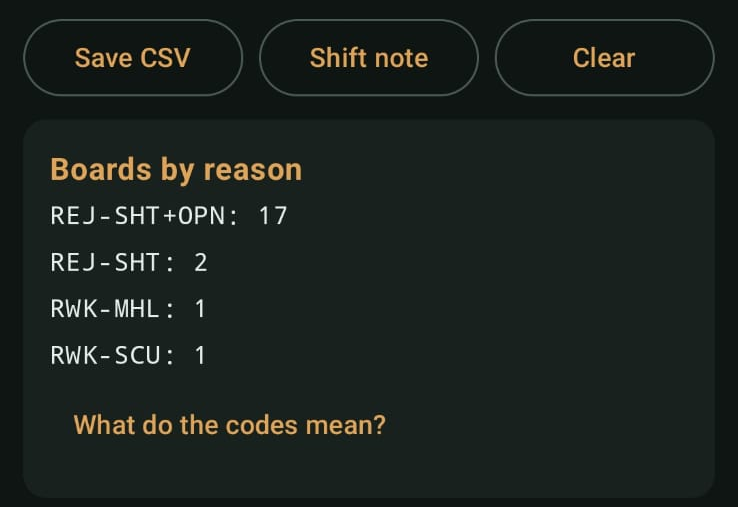 Save CSV Shift note Clear
Boards by reason
REJ-SHT+OPN: 17
REJ-SHT: 2
RWK-MHL: 1
RWK-SCU: 1
What do the codes mean?